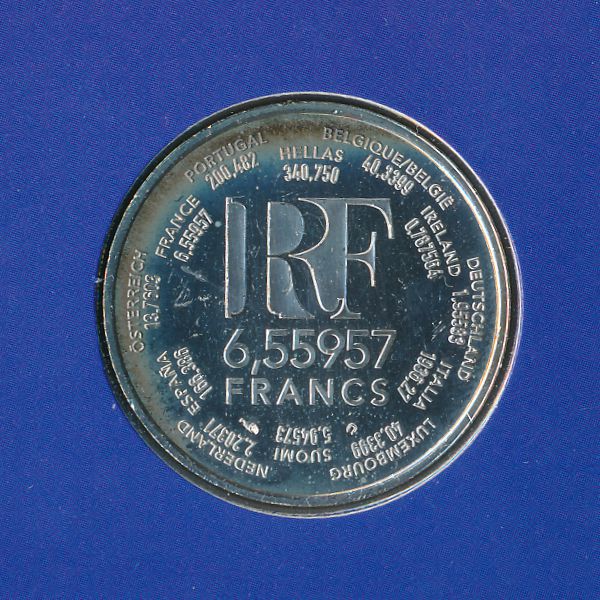 RF
6,55957
FRANCS
HELLAS
340,750
BELGIQUE/BELGIË
40,3399
IRELAND
0,787564
DEUTSCHLAND
1,95583
ITALIA
1936,27
LUXEMBOURG
40,3399
SUOMI
5,94573
NEDERLAND
2,20371
ESPAÑA
166,386
ÖSTERREICH
13,7603
FRANCE
6,55957
PORTUGAL
200,482